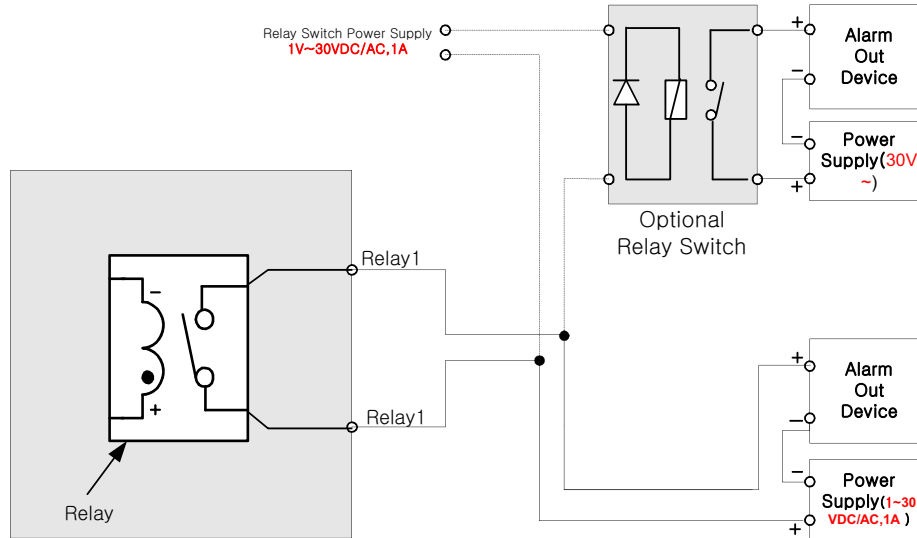 Relay Switch Power Supply
1V~30VDC/AC,1A
+
Alarm
Out
Device
−
−
Power
Supply(30V
~)
+
Optional
Relay Switch
Relay1
−
+
Relay1
Relay
+
Alarm
Out
Device
−
−
Power
Supply(1~30
VDC/AC,1A )
+